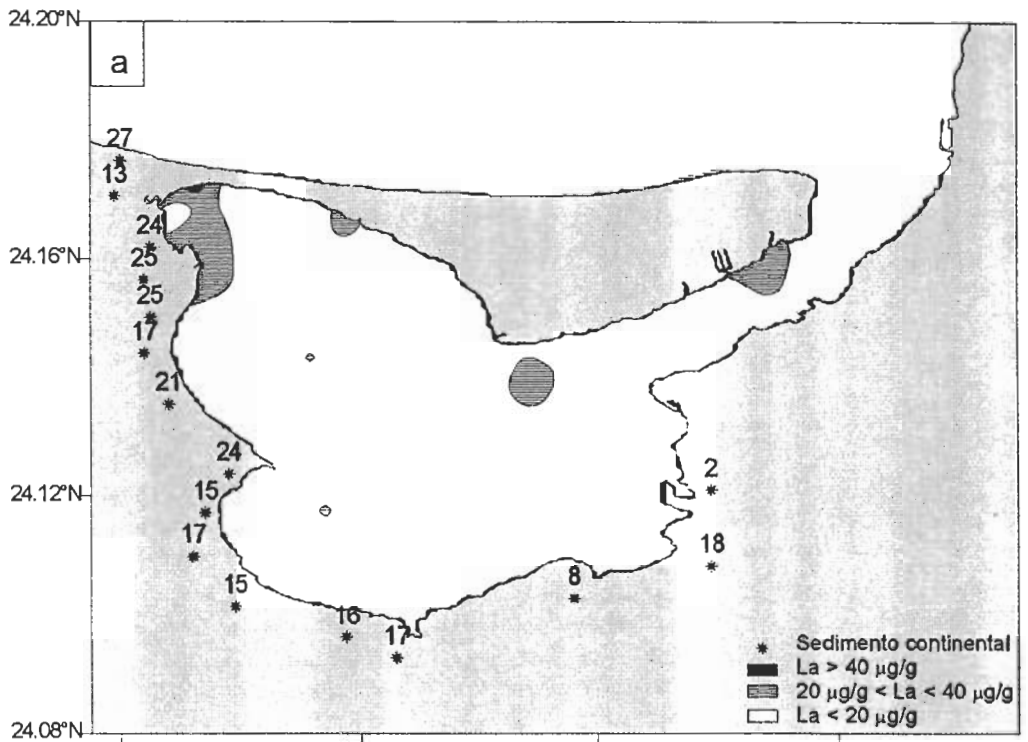 24.20°N
a
27
13
24
24.16°N
25
25
17
21
24
2
24.12°N
15
17
18
8
15
16
17
Sedimento continental
La > 40 µg/g
20 µg/g < La < 40 µg/g
La < 20 µg/g
24.08°N